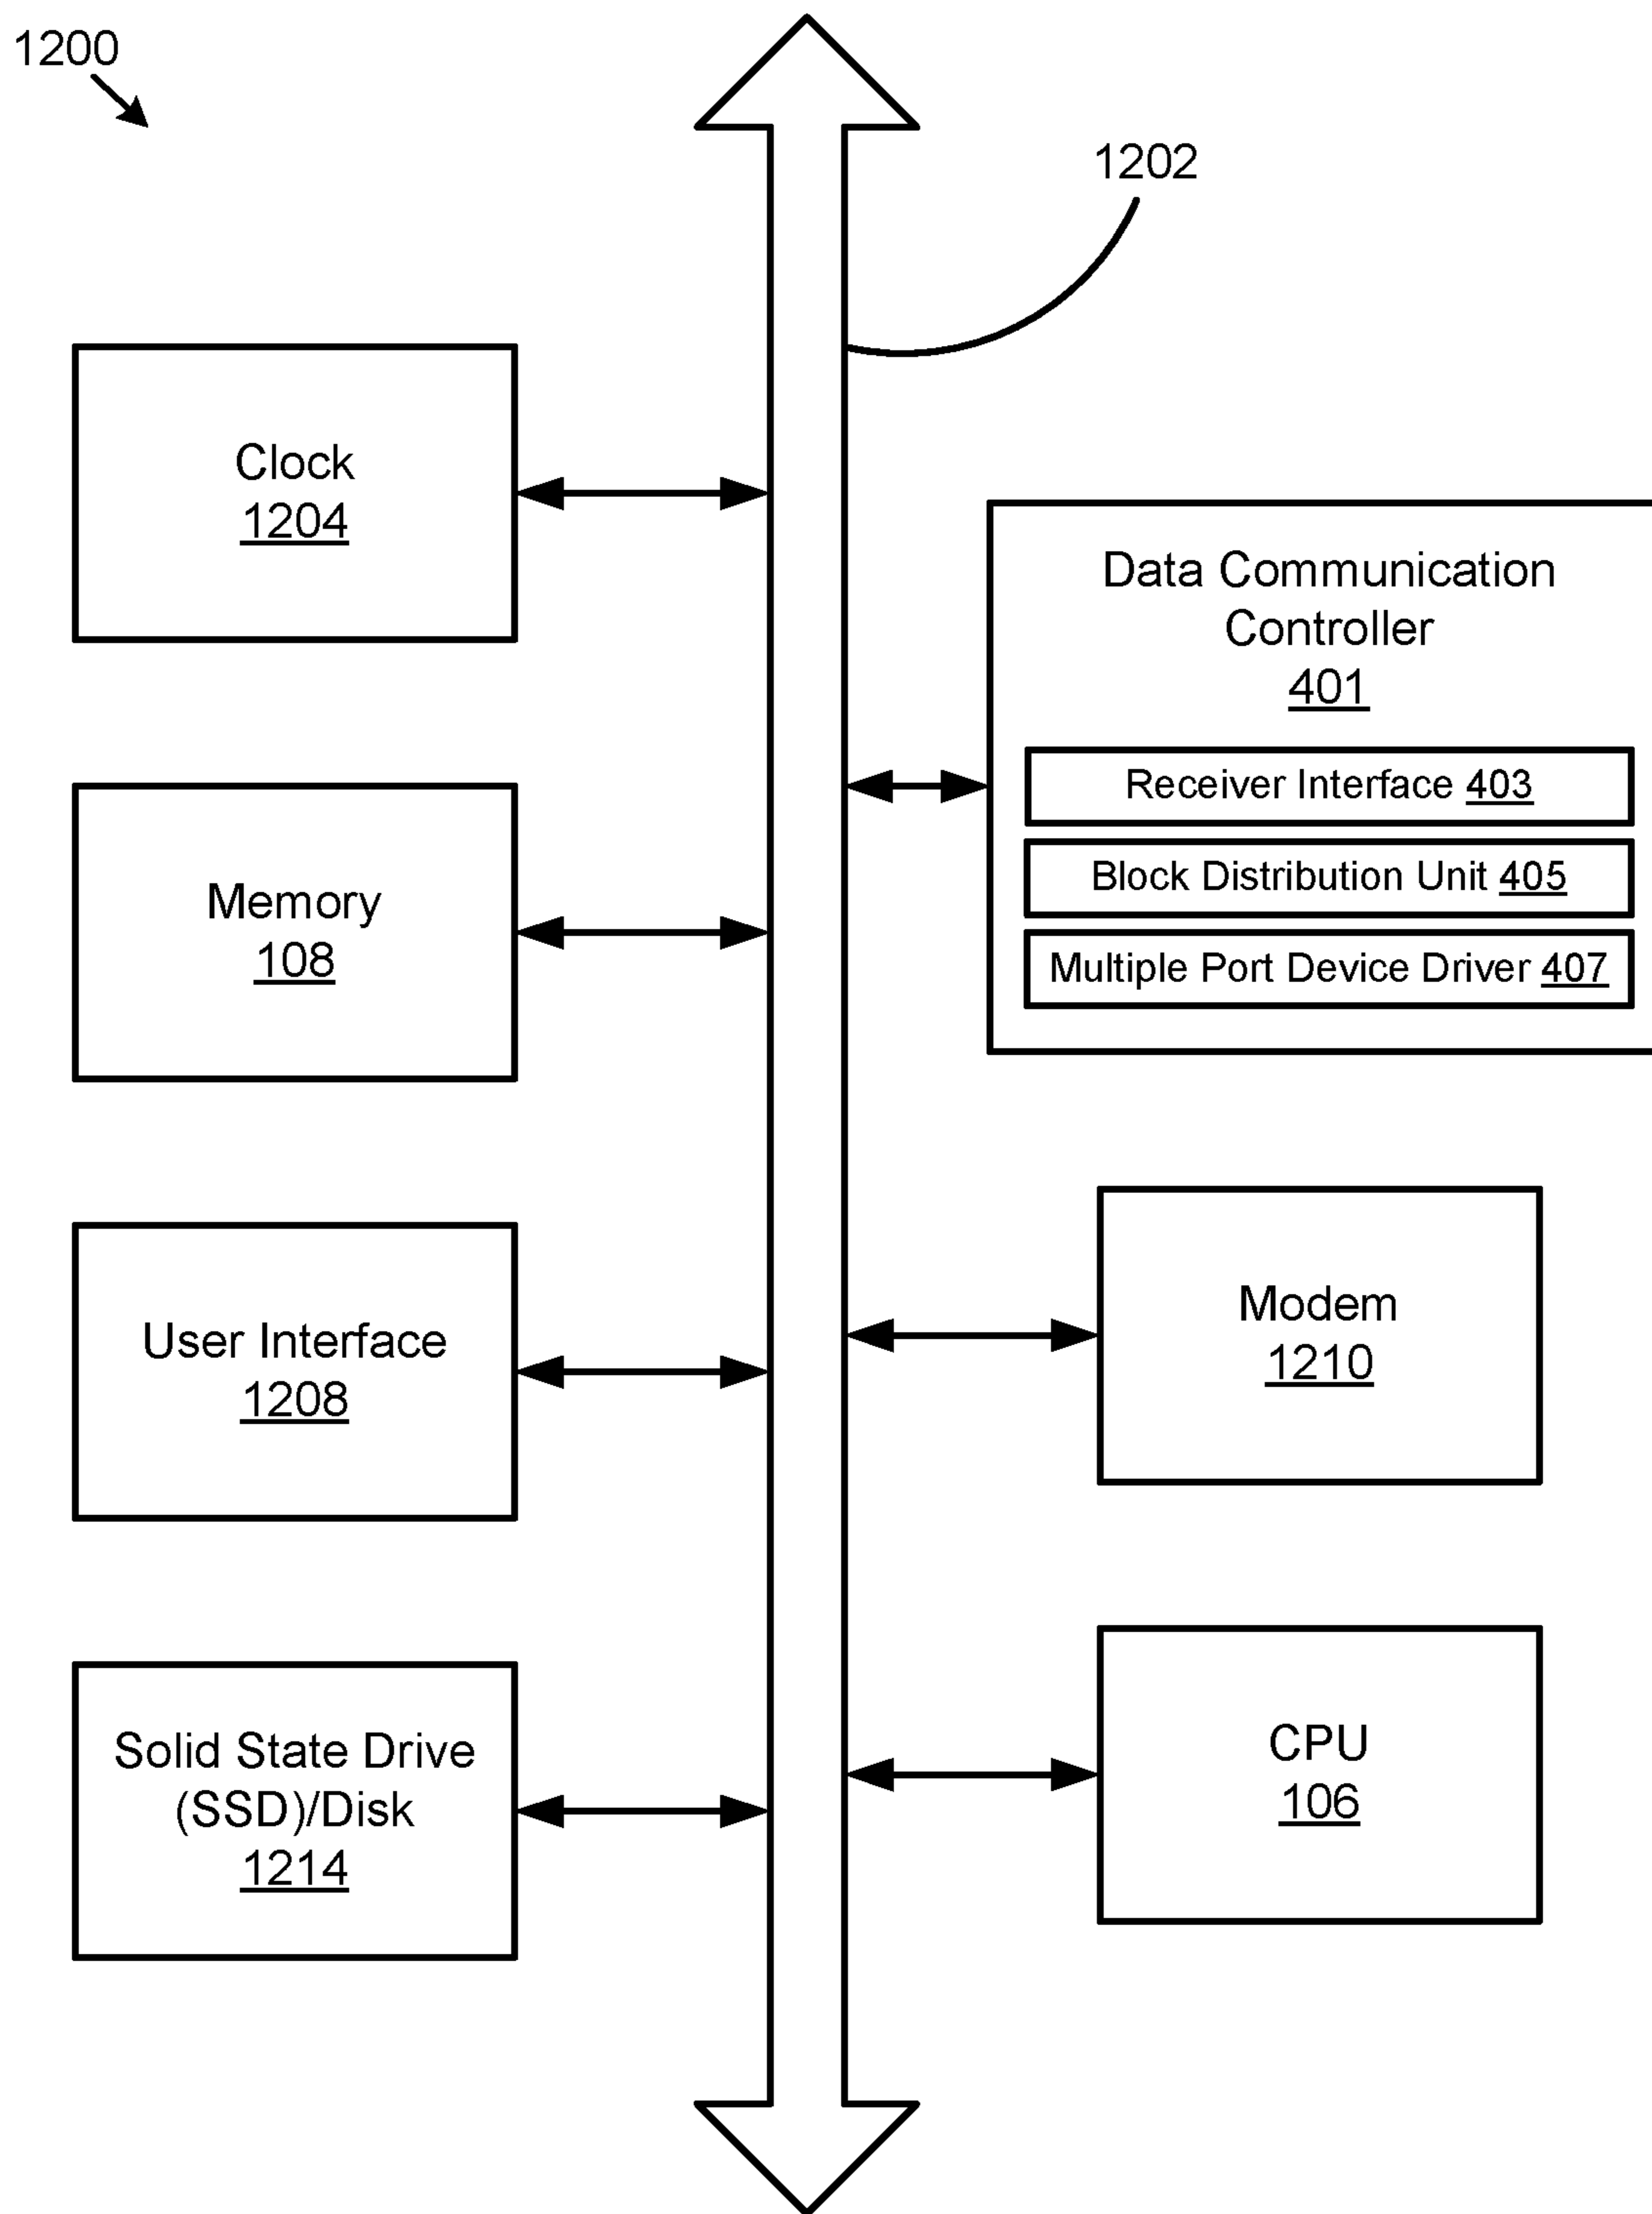 1200
1202
Clock
1204
Data Communication
Controller
401
Receiver Interface 403
Block Distribution Unit 405
Multiple Port Device Driver 407
Memory
108
User Interface
1208
Modem
1210
Solid State Drive
(SSD)/Disk
1214
CPU
106